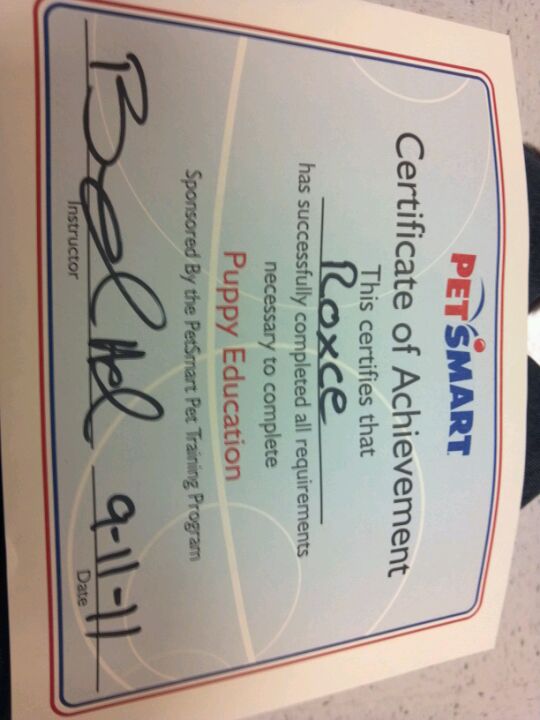 PETSMART
Certificate of Achievement
This certifies that
Roxce
has successfully completed all requirements
necessary to complete
Puppy Education
Sponsored By the PetSmart Pet Training Program
9-11-11
Instructor
Date